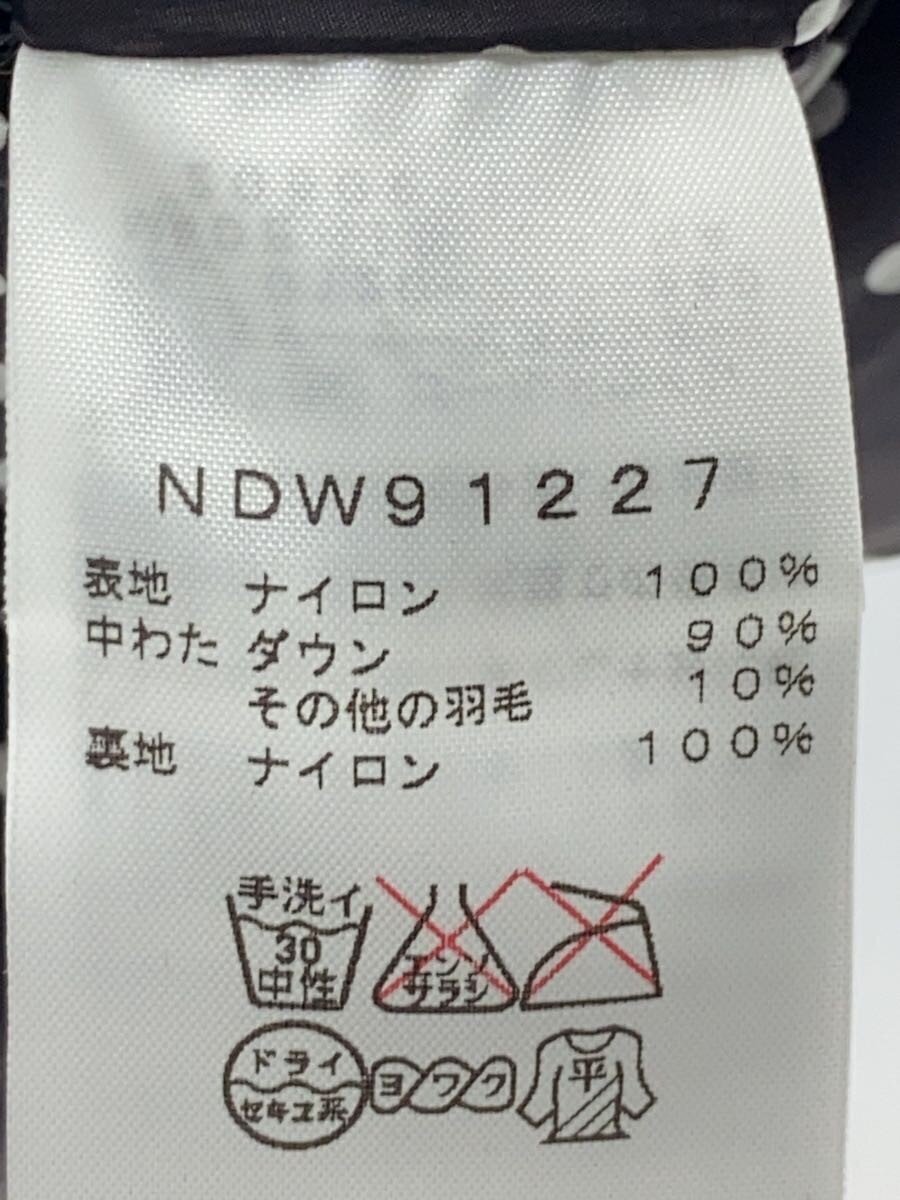 NDW91227
表地 ナイロン 100%
中わた ダウン 90%
その他の羽毛 10%
裏地 ナイロン 100%
手洗イ
30
中性
エンソ
サラシ
ドライ
セキユ系
ヨワク
平